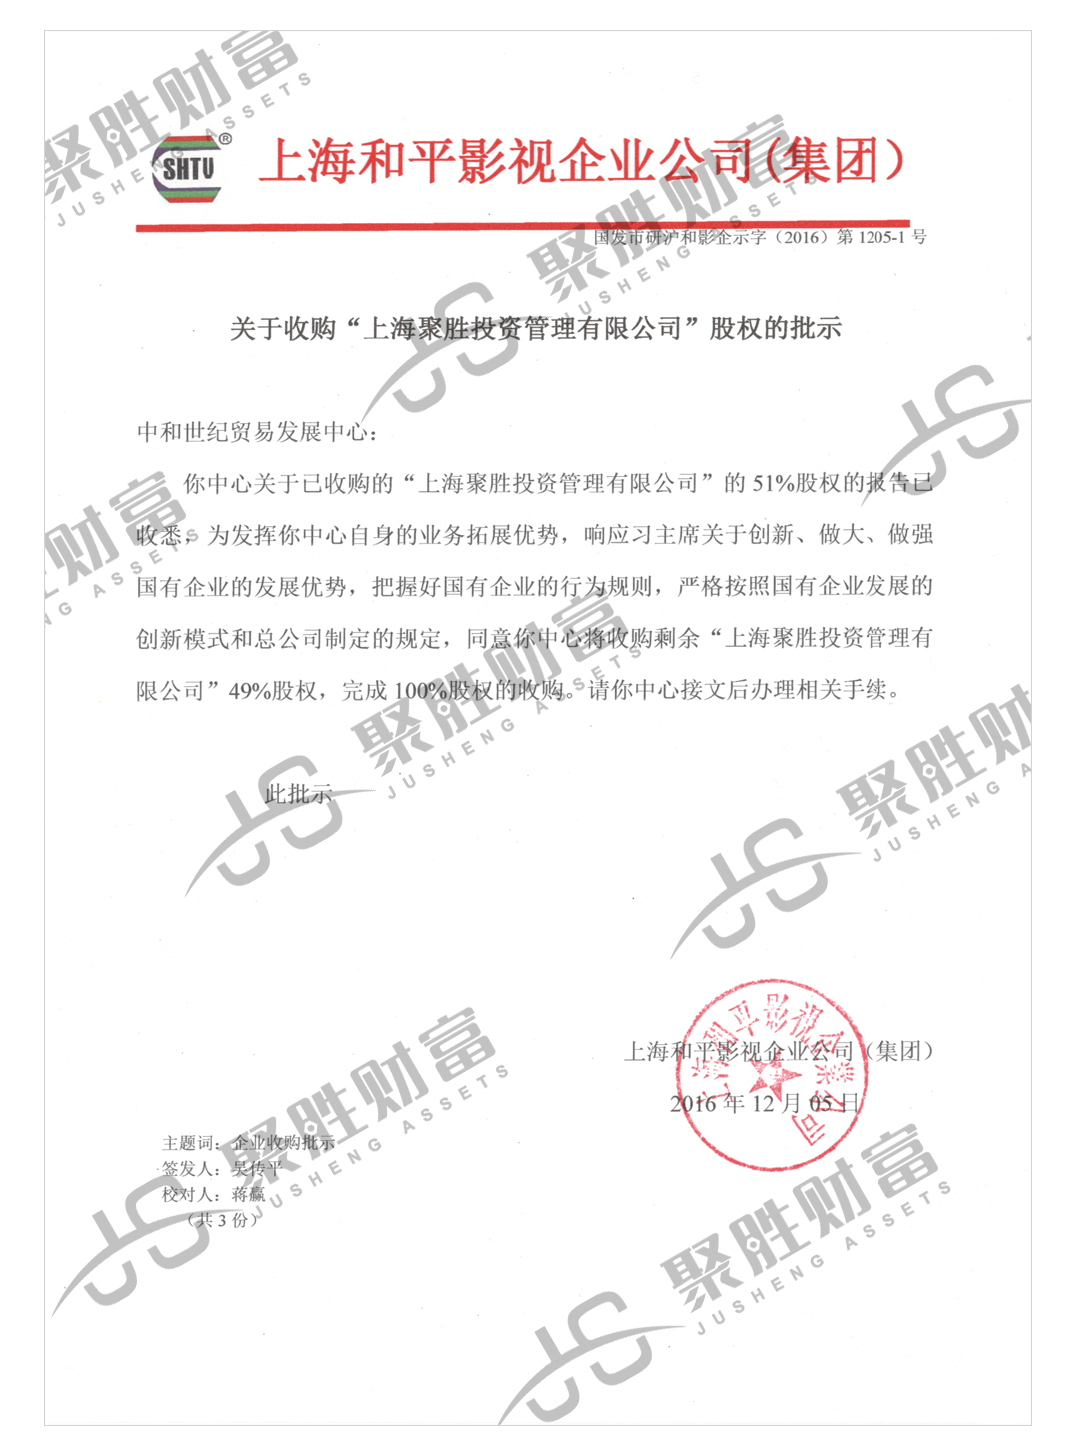 SHTV®
上海和平影视企业公司(集团)
国发市研沪和影企示字（2016）第 1205-1 号
关于收购“上海聚胜投资管理有限公司”股权的批示
中和世纪贸易发展中心：
你中心关于已收购的“上海聚胜投资管理有限公司”的 51%股权的报告已
收悉，为发挥你中心自身的业务拓展优势，响应习主席关于创新、做大、做强
国有企业的发展优势，把握好国有企业的行为规则，严格按照国有企业发展的
创新模式和总公司制定的规定，同意你中心将收购剩余“上海聚胜投资管理有
限公司”49%股权，完成 100%股权的收购。请你中心接文后办理相关手续。
此批示
上海和平影视企业公司（集团）
2016 年 12 月 05 日
上海和平影视企業公司
主题词：企业收购批示
签发人：吴传平
校对人：蒋赢
（共 3 份）
聚胜财富
JUSHENG ASSETS
聚胜财富
JUSHENG ASSETS
聚胜财富
JUSHENG ASSETS
聚胜财富
JUSHENG ASSETS
聚胜财富
JUSHENG A
聚胜财富
JUSHENG ASSETS
聚胜财富
JUSHENG ASSETS